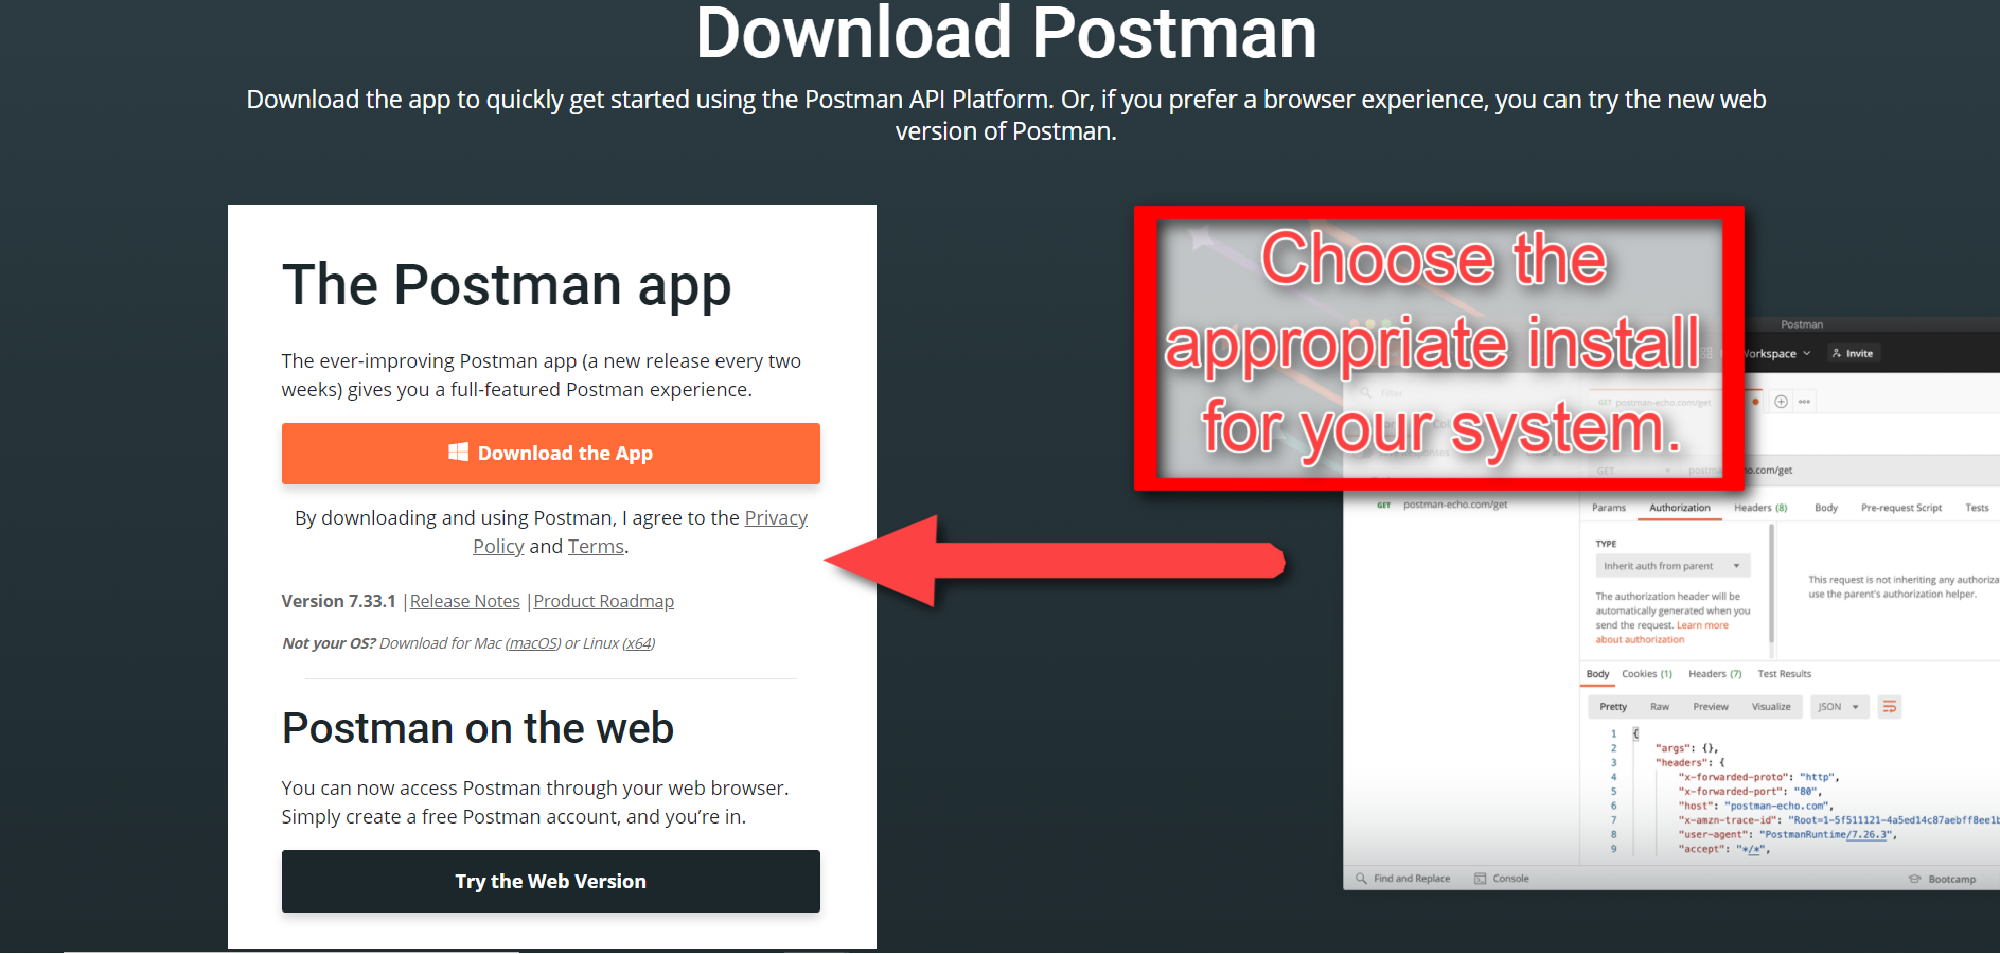 Download Postman
Download the app to quickly get started using the Postman API Platform. Or, if you prefer a browser experience, you can try the new web
version of Postman.
The Postman app
The ever-improving Postman app (a new release every two
weeks) gives you a full-featured Postman experience.
Download the App
By downloading and using Postman, I agree to the Privacy
Policy and Terms.
Version 7.33.1 |Release Notes |Product Roadmap
Not your OS? Download for Mac (macOS) or Linux (x64)
Postman on the web
You can now access Postman through your web browser.
Simply create a free Postman account, and you're in.
Try the Web Version
Choose the
appropriate install
for your system.
Postman
Workspace
Invite
Filter
GET postman-echo.com/get
GET
GET postman-echo.com/get
Params Authorization Headers (8) Body Pre-request Script Tests
TYPE
Inherit auth from parent
The authorization header will be
automatically generated when you
send the request. Learn more
about authorization
This request is not inheriting any
use the parent's authorization helper.
Body Cookies (1) Headers (7) Test Results
Pretty Raw Preview Visualize JSON
1 {
2 "args": {},
3 "headers": {
4 "x-forwarded-proto": "http",
5 "x-forwarded-port": "80",
6 "host": "postman-echo.com",
7 "x-amzn-trace-id": "Root=1-5f511121-4a5ed14c87aebff8ee1b
8 "user-agent": "PostmanRuntime/7.26.3",
9 "accept": "*/*",
Find and Replace Console Bootcamp